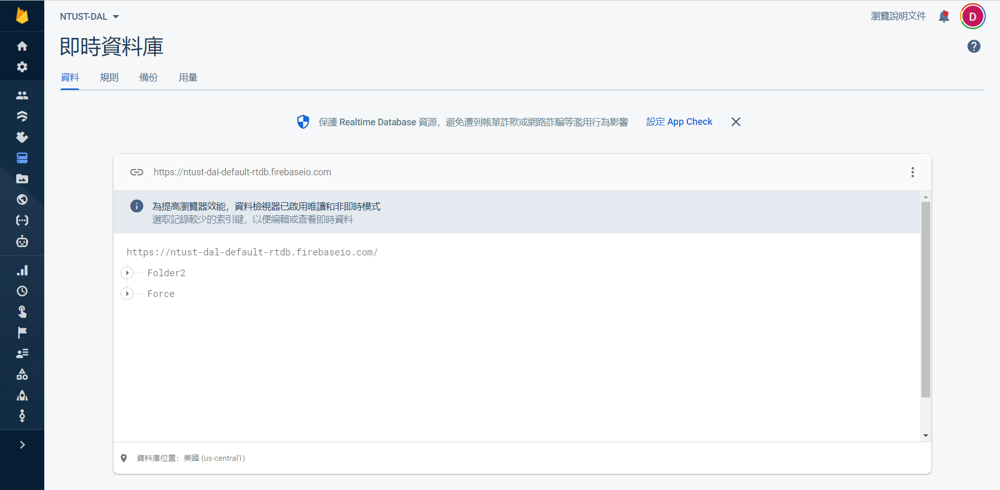 NTUST-DAL
瀏覽說明文件
D
即時資料庫
?
資料 規則 備份 用量
保護 Realtime Database 資源，避免遭到帳單詐欺或網路詐騙等濫用行為影響 設定 App Check
https://ntust-dal-default-rtdb.firebaseio.com
為提高瀏覽器效能，資料檢視器已啟用唯讀和非即時模式
選取記錄較少的索引鍵，以便編輯或查看即時資料
https://ntust-dal-default-rtdb.firebaseio.com/
Folder2
Force
資料庫位置：美國 (us-central1)